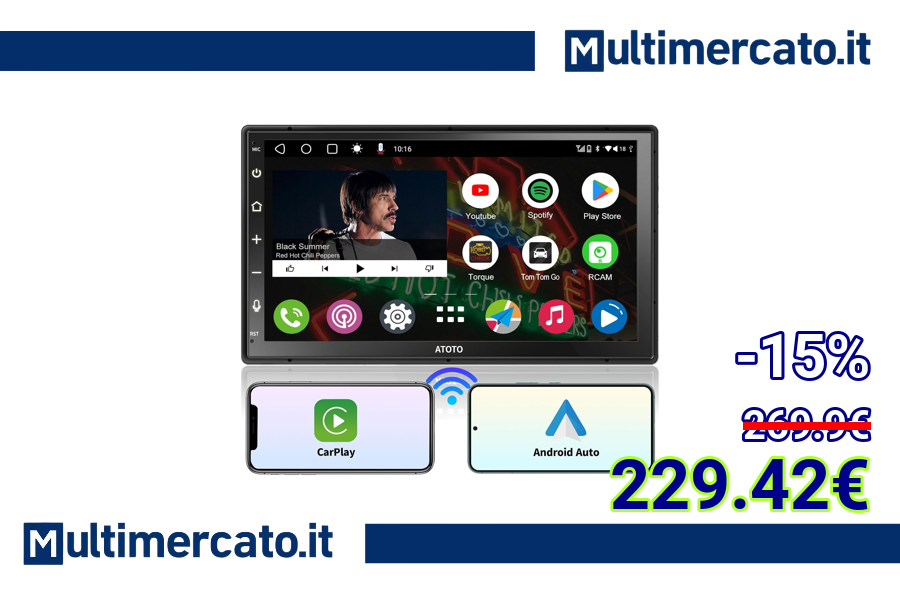 Multimercato.it
MIC
10:16
18
Youtube
Spotify
Play Store
Black Summer
Red Hot Chili Peppers
Torque
Tom Tom Go
RCAM
RST
ATOTO
CarPlay
Android Auto
-15%
269.9€
229.42€
Multimercato.it